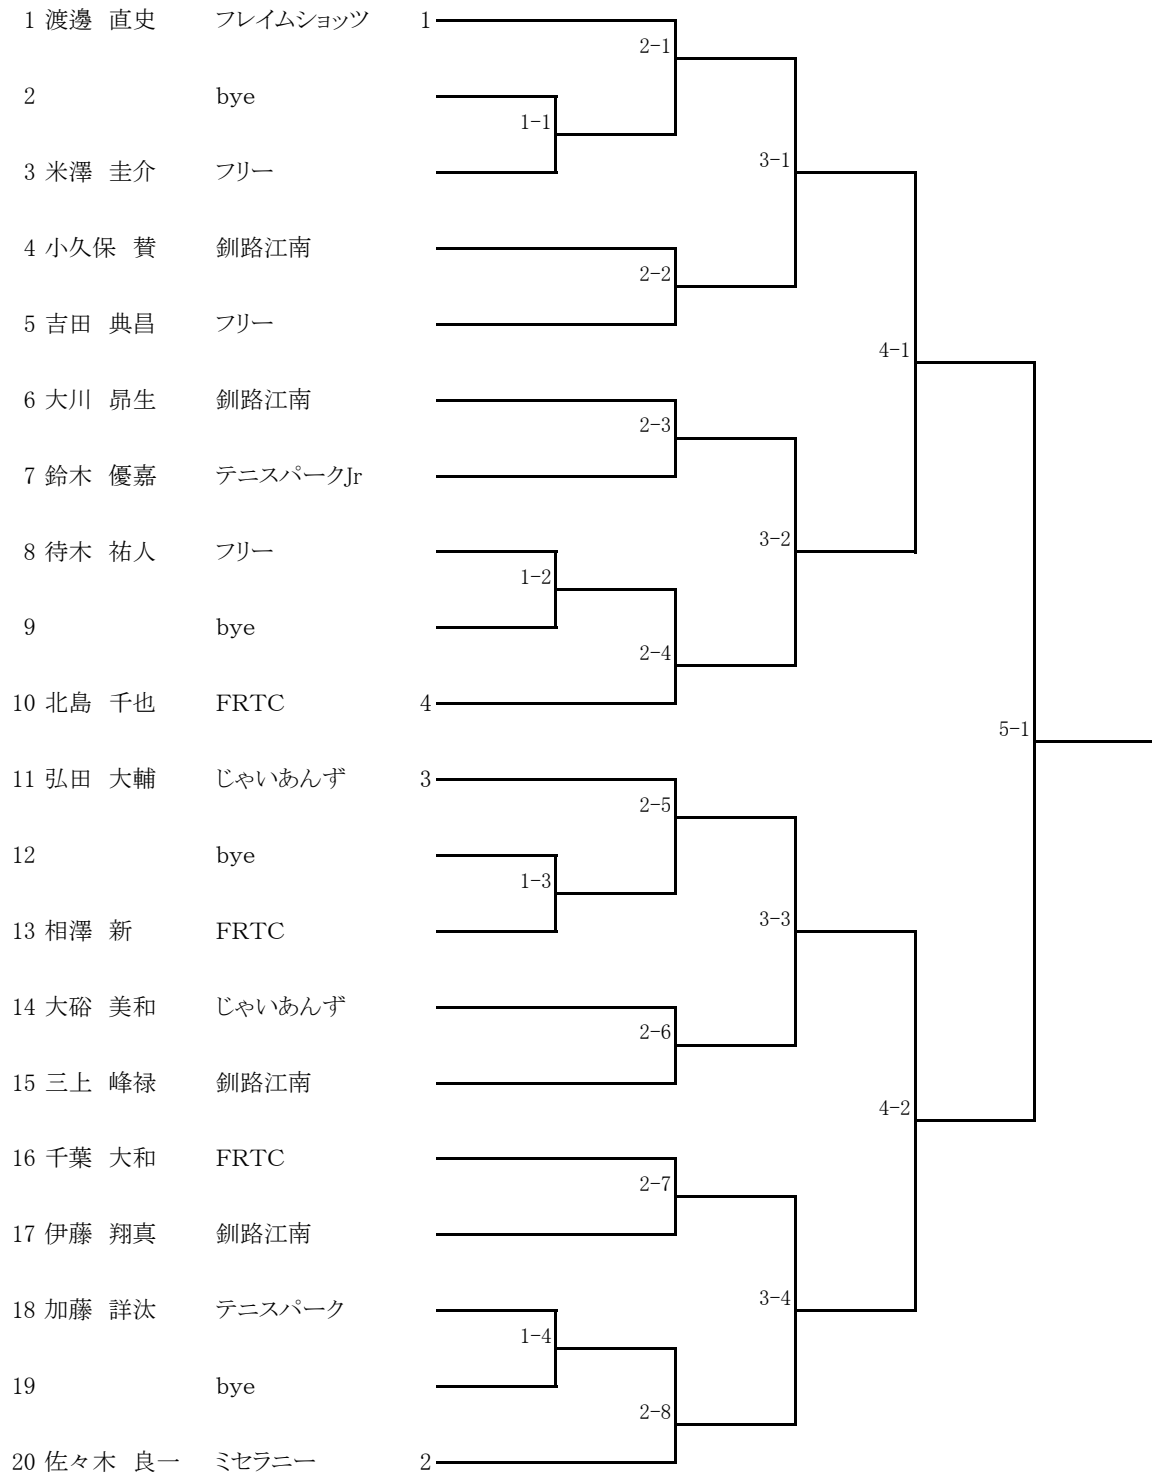 1 渡邊 直史 フレイムショッツ 1
2-1
2 bye
1-1
3 米澤 圭介 フリー
3-1
4 小久保 賛 釧路江南
2-2
5 吉田 典昌 フリー
4-1
6 大川 昴生 釧路江南
2-3
7 鈴木 優嘉 テニスパークJr
3-2
8 待木 祐人 フリー
1-2
9 bye
2-4
10 北島 千也 FRTC 4
5-1
11 弘田 大輔 じゃいあんず 3
2-5
12 bye
1-3
13 相澤 新 FRTC
3-3
14 大硲 美和 じゃいあんず
2-6
15 三上 峰禄 釧路江南
4-2
16 千葉 大和 FRTC
2-7
17 伊藤 翔真 釧路江南
3-4
18 加藤 詳汰 テニスパーク
1-4
19 bye
2-8
20 佐々木 良一 ミセラニー 2